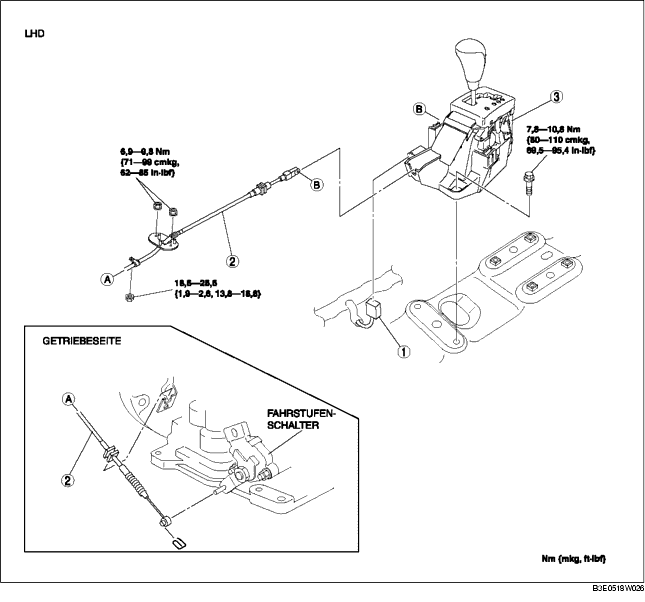 LHD
B
3
6,9—9,8 Nm
{71—99 cmkg,
62—85 in-lbf}
7,8—10,8 Nm
{80—110 cmkg,
69,5—95,4 in-lbf}
B
2
A
18,6—25,5
{1,9—2,6, 13,8—18,8}
1
GETRIEBESEITE
A
FAHRSTUFEN-
SCHALTER
2
Nm {mkg, ft-lbf}
B3E0518W026